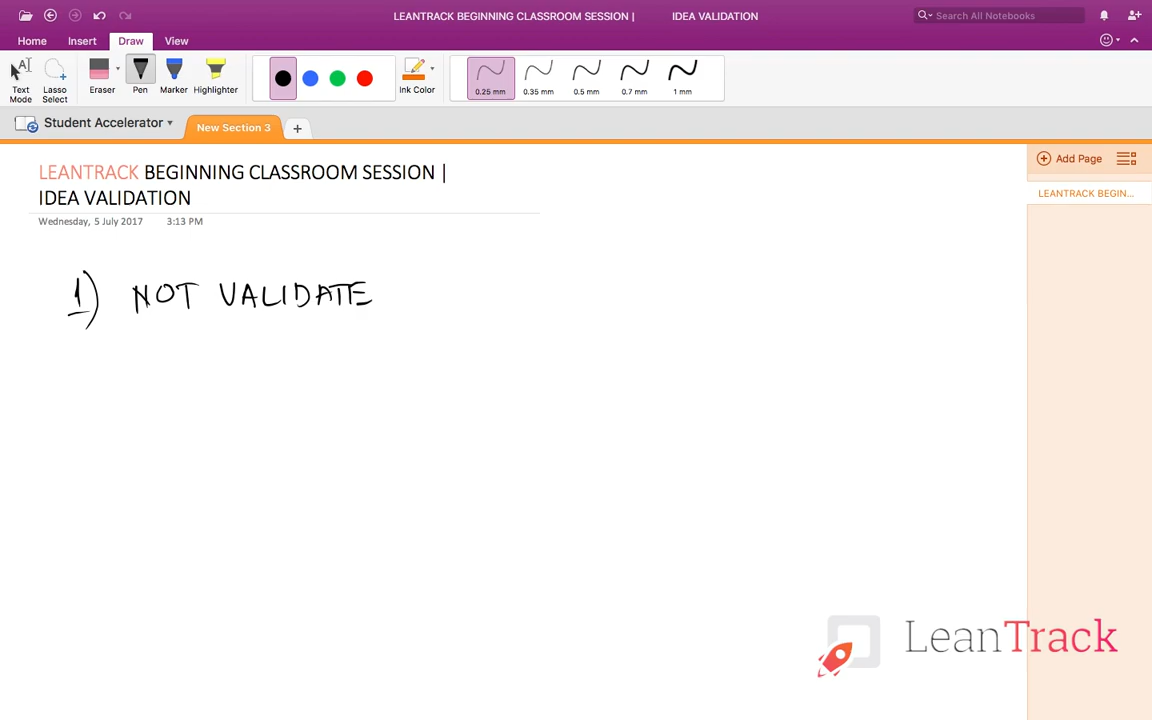 LEANTRACK BEGINNING CLASSROOM SESSION | IDEA VALIDATION
Search All Notebooks
Home Insert Draw View
Text Mode
Lasso Select
Eraser
Pen
Marker
Highlighter
Ink Color
0.25 mm
0.35 mm
0.5 mm
0.7 mm
1 mm
Student Accelerator
New Section 3
+
Add Page
LEANTRACK BEGINNING CLASSROOM SESSION |
IDEA VALIDATION
LEANTRACK BEGIN...
Wednesday, 5 July 2017 3:13 PM
1) NOT VALIDATE
LeanTrack